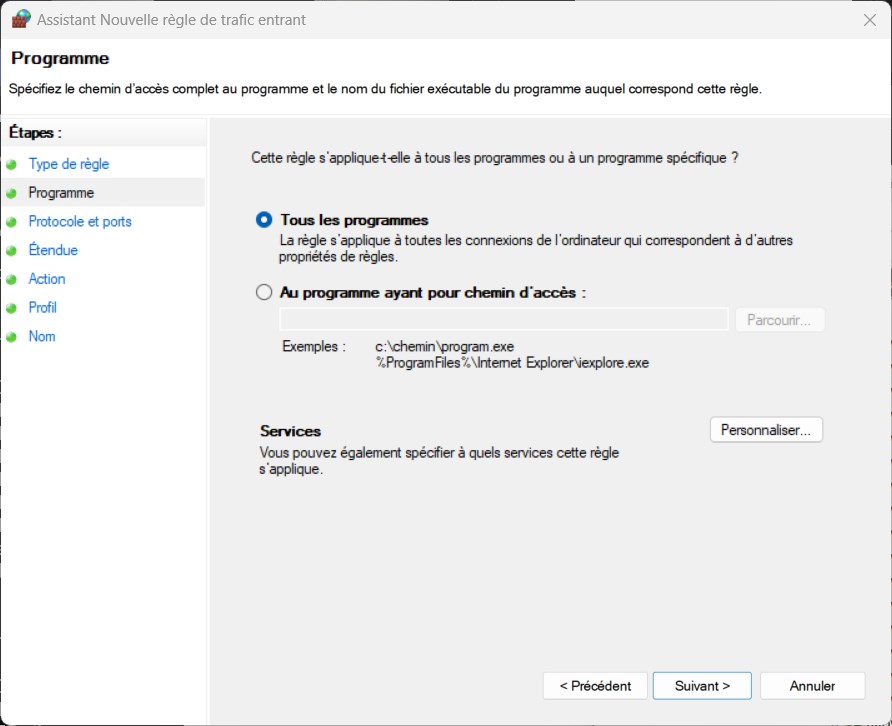 Assistant Nouvelle règle de trafic entrant
Programme
Spécifiez le chemin d'accès complet au programme et le nom du fichier exécutable du programme auquel correspond cette règle.
Étapes :
Type de règle
Programme
Protocole et ports
Étendue
Action
Profil
Nom
Cette règle s'applique-t-elle à tous les programmes ou à un programme spécifique ?
Tous les programmes
La règle s'applique à toutes les connexions de l'ordinateur qui correspondent à d'autres
propriétés de règles.
Au programme ayant pour chemin d'accès :
Parcourir...
Exemples : c:\chemin\program.exe
%ProgramFiles%\Internet Explorer\iexplore.exe
Services
Personnaliser...
Vous pouvez également spécifier à quels services cette règle
s'applique.
< Précédent
Suivant >
Annuler